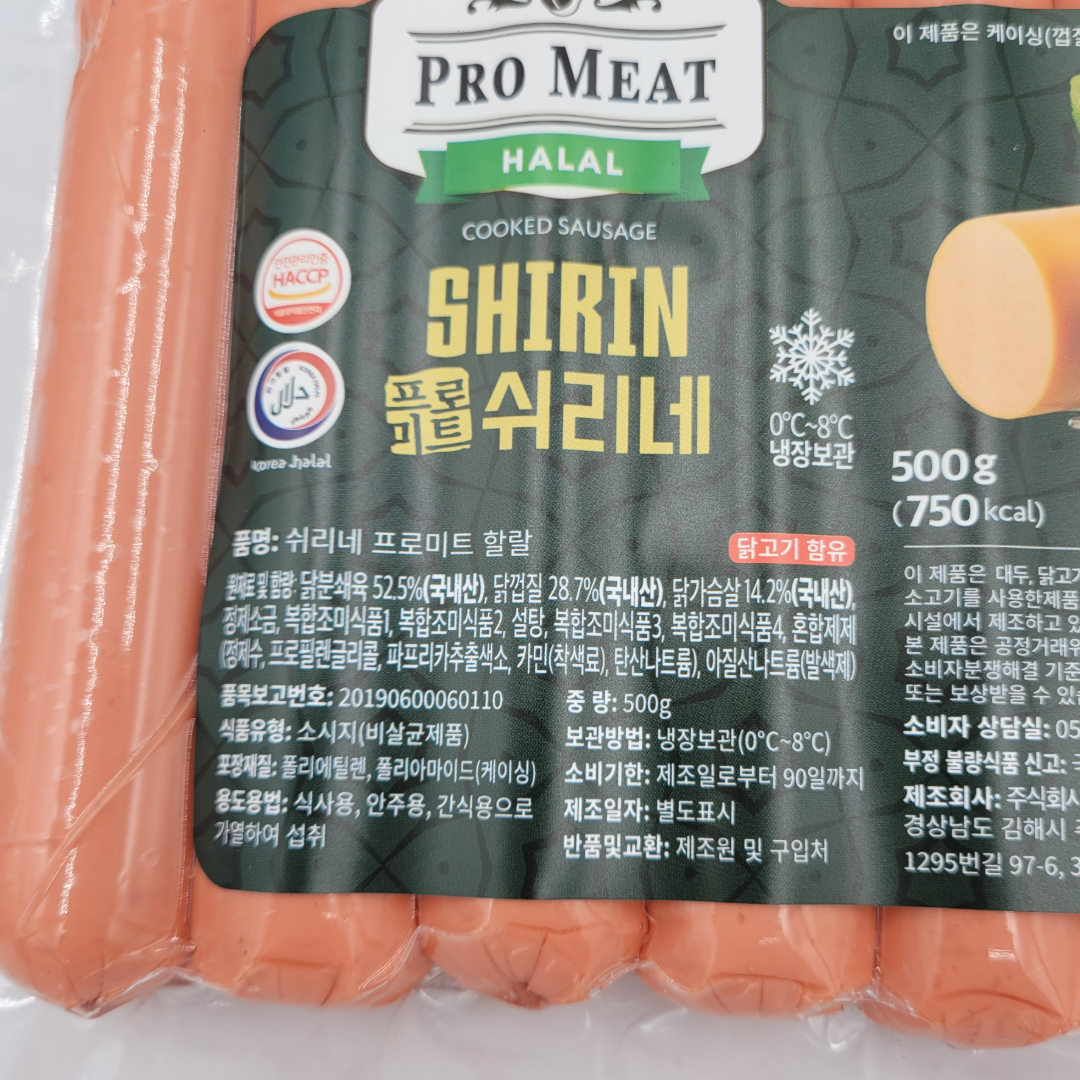 PRO MEAT
HALAL
COOKED SAUSAGE
SHIRIN
프로미트 쉬리네
안전관리인증
HACCP
حلال
Korea halal
0°C~8°C
냉장보관
이 제품은 케이싱(껍질
500g
(750kcal)
품명: 쉬리네 프로미트 할랄
닭고기 함유
원재료 및 함량: 닭분쇄육 52.5%(국내산), 닭껍질 28.7%(국내산), 닭가슴살 14.2%(국내산),
정제소금, 복합조미식품1, 복합조미식품2, 설탕, 복합조미식품3, 복합조미식품4, 혼합제제
(정제수, 프로필렌글리콜, 파프리카추출색소, 카민(착색료), 탄산나트륨), 아질산나트륨(발색제)
품목보고번호: 20190600060110
식품유형: 소시지(비살균제품)
포장재질: 폴리에틸렌, 폴리아마이드(케이싱)
용도용법: 식사용, 안주용, 간식용으로
가열하여 섭취
중 량: 500g
보관방법: 냉장보관(0°C~8°C)
소비기한: 제조일로부터 90일까지
제조일자: 별도표시
반품및교환: 제조원 및 구입처
이 제품은 대두, 닭고기
소고기를 사용한제품
시설에서 제조하고 있
본 제품은 공정거래위
소비자분쟁해결 기준
또는 보상받을 수 있습
소비자 상담실: 05
부정 불량식품 신고:
제조회사: 주식회사
경상남도 김해시
1295번길 97-6, 3